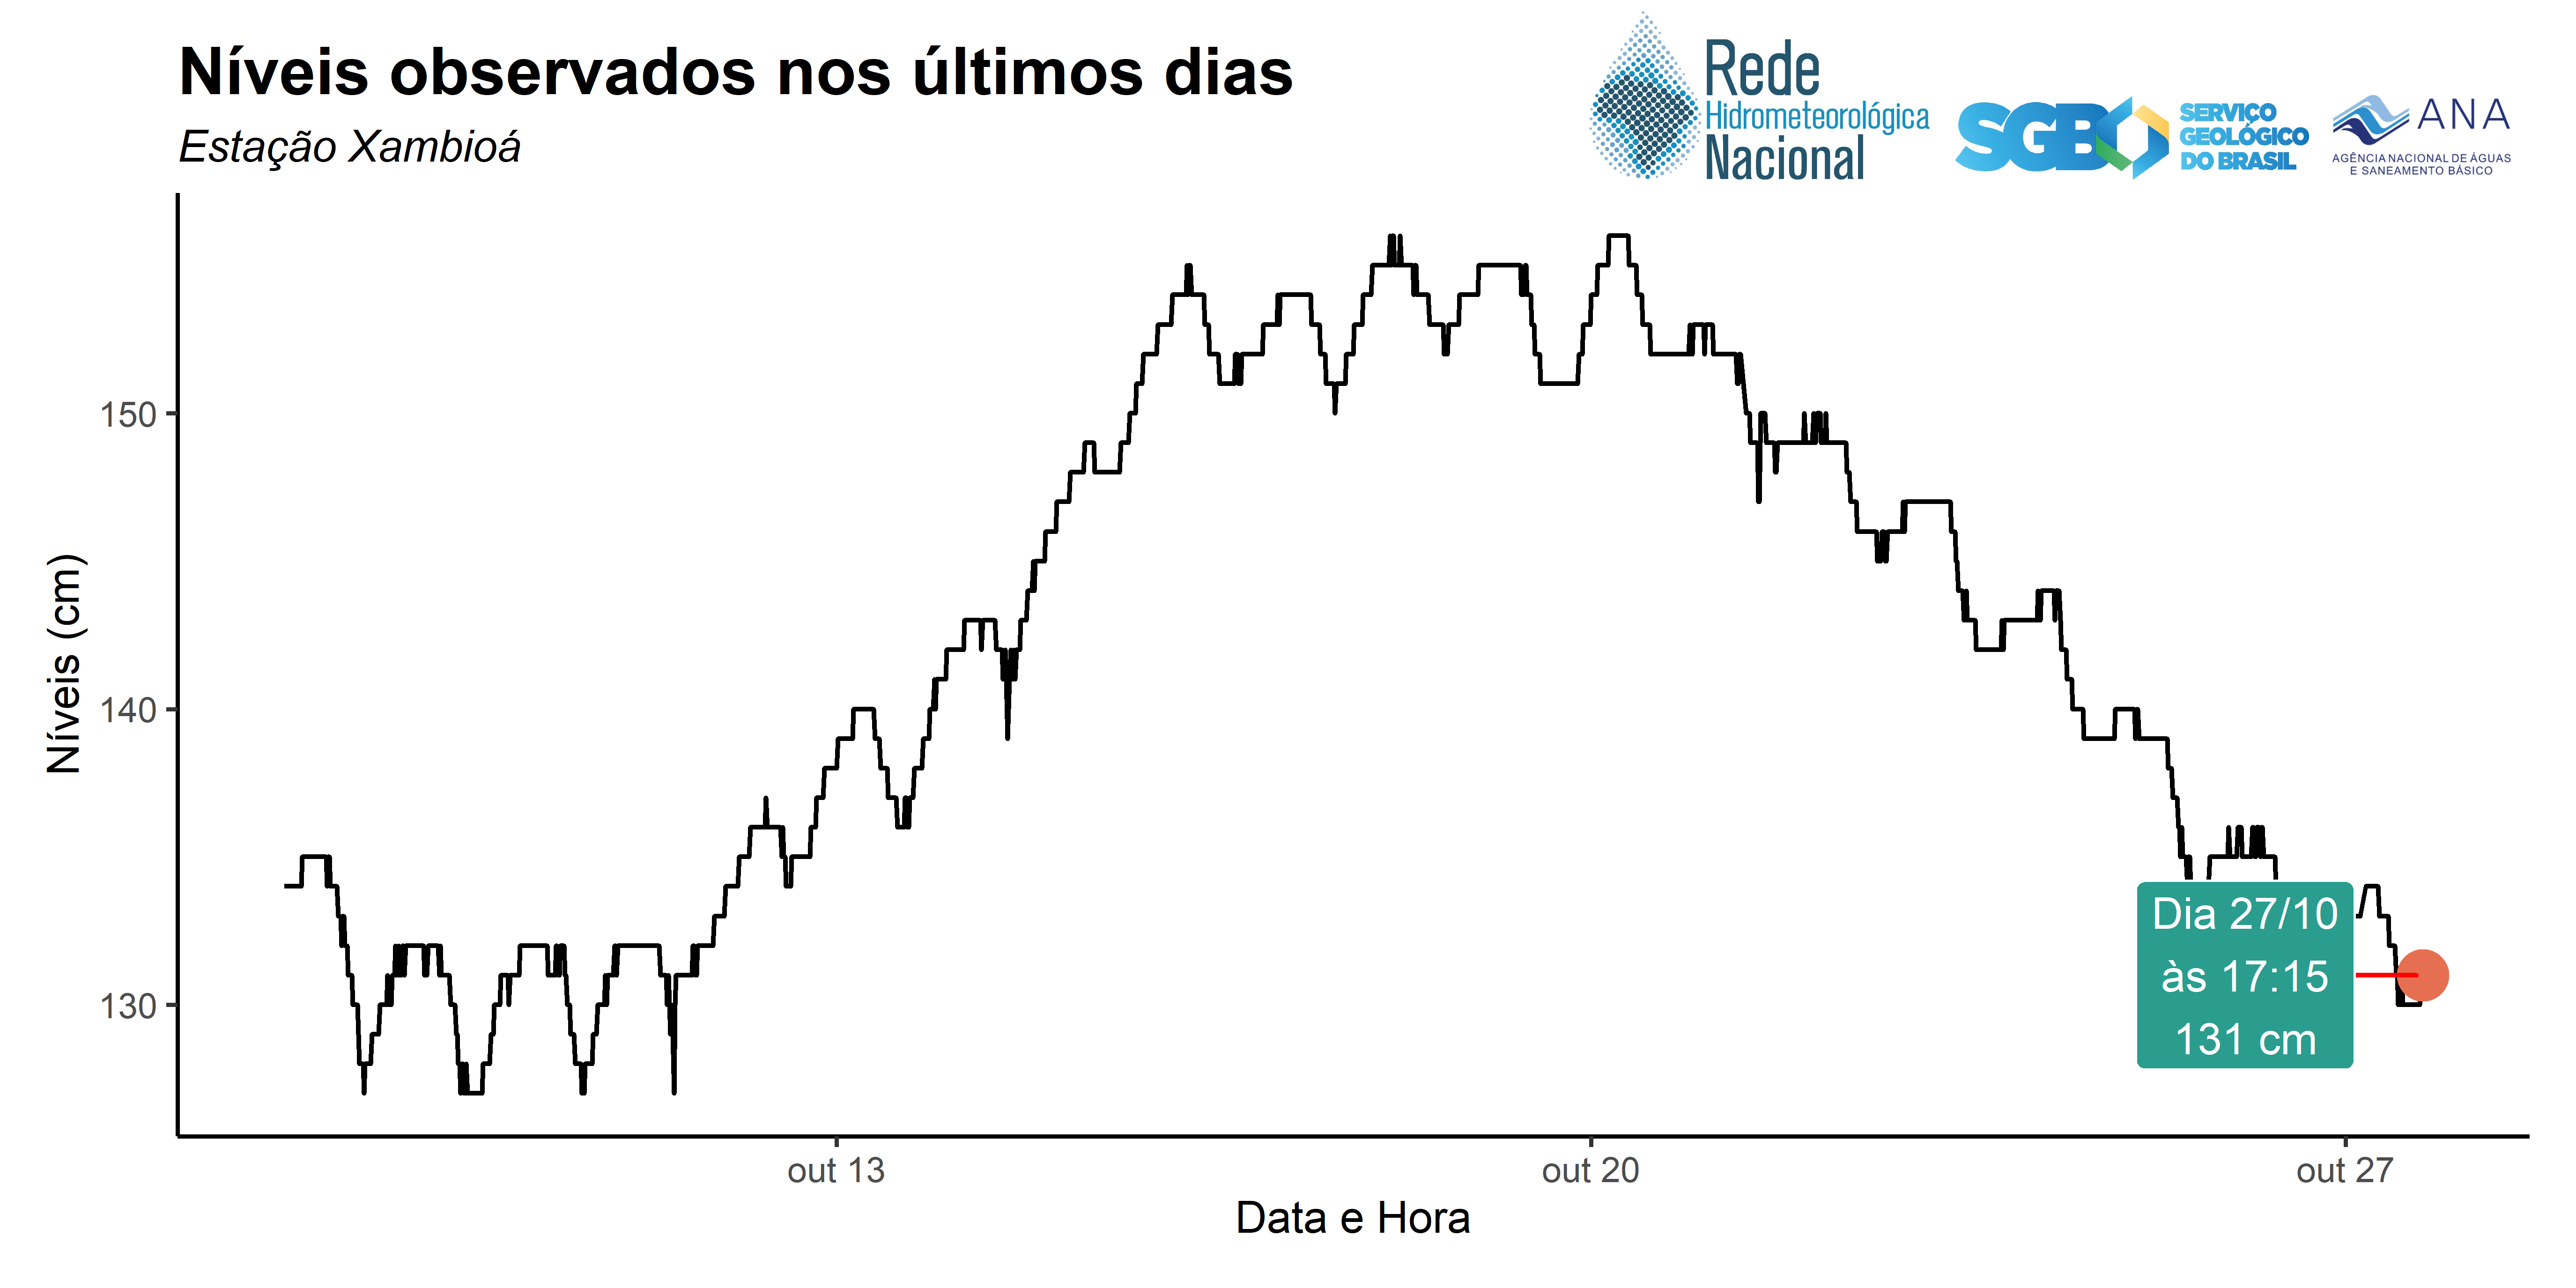 Níveis observados nos últimos dias
Estação Xambioá
Rede
Hidrometeorológica
Nacional
SGB
SERVIÇO
GEOLÓGICO
DO BRASIL
ANA
AGÊNCIA NACIONAL DE ÁGUAS
E SANEAMENTO BÁSICO
Níveis (cm)
150
140
130
Dia 27/10
às 17:15
131 cm
out 13
out 20
out 27
Data e Hora